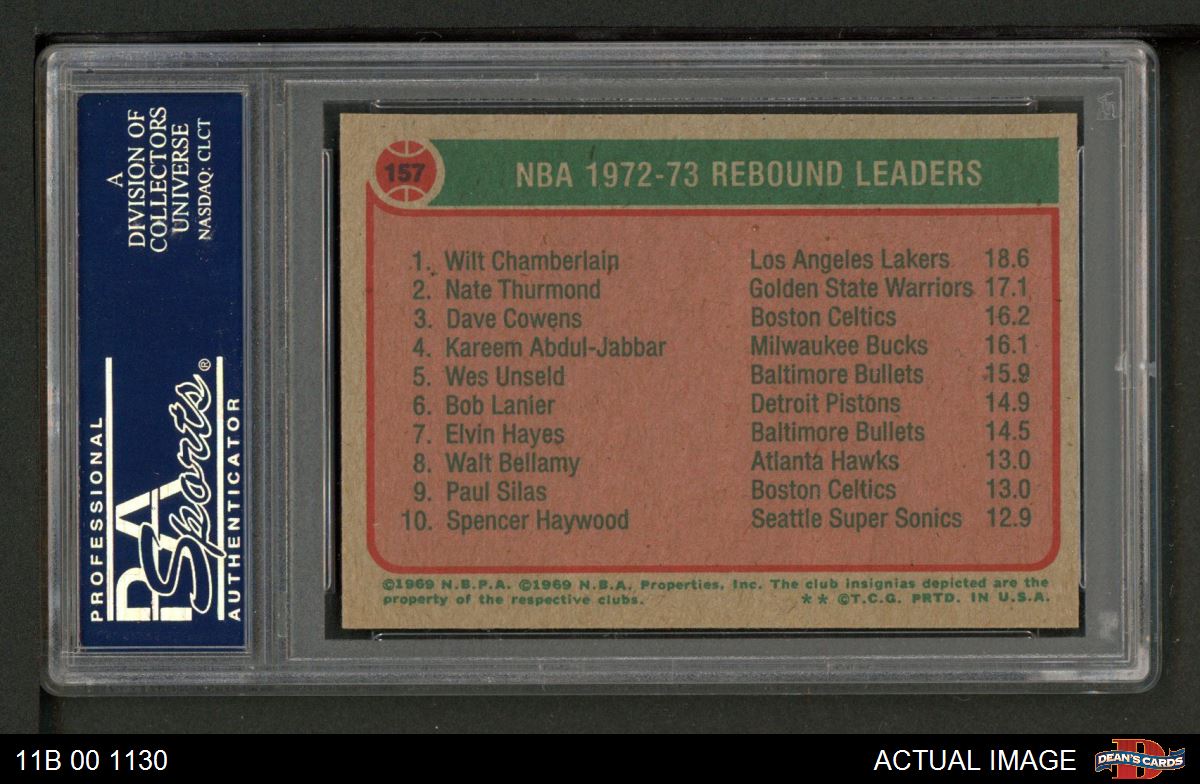 A
DIVISION OF
COLLECTORS
UNIVERSE
NASDAQ: CLCT
PROFESSIONAL
PSA
Sports®
AUTHENTICATOR
157
NBA 1972-73 REBOUND LEADERS
1. Wilt Chamberlain Los Angeles Lakers 18.6
2. Nate Thurmond Golden State Warriors 17.1
3. Dave Cowens Boston Celtics 16.2
4. Kareem Abdul-Jabbar Milwaukee Bucks 16.1
5. Wes Unseld Baltimore Bullets 15.9
6. Bob Lanier Detroit Pistons 14.9
7. Elvin Hayes Baltimore Bullets 14.5
8. Walt Bellamy Atlanta Hawks 13.0
9. Paul Silas Boston Celtics 13.0
10. Spencer Haywood Seattle Super Sonics 12.9
©1969 N.B.P.A. ©1969 N.B.A. Properties, Inc. The club insignias depicted are the
property of the respective clubs. ** ©T.C.G. PRTD. IN U.S.A.
11B 00 1130
ACTUAL IMAGE
D
DEAN'S CARDS